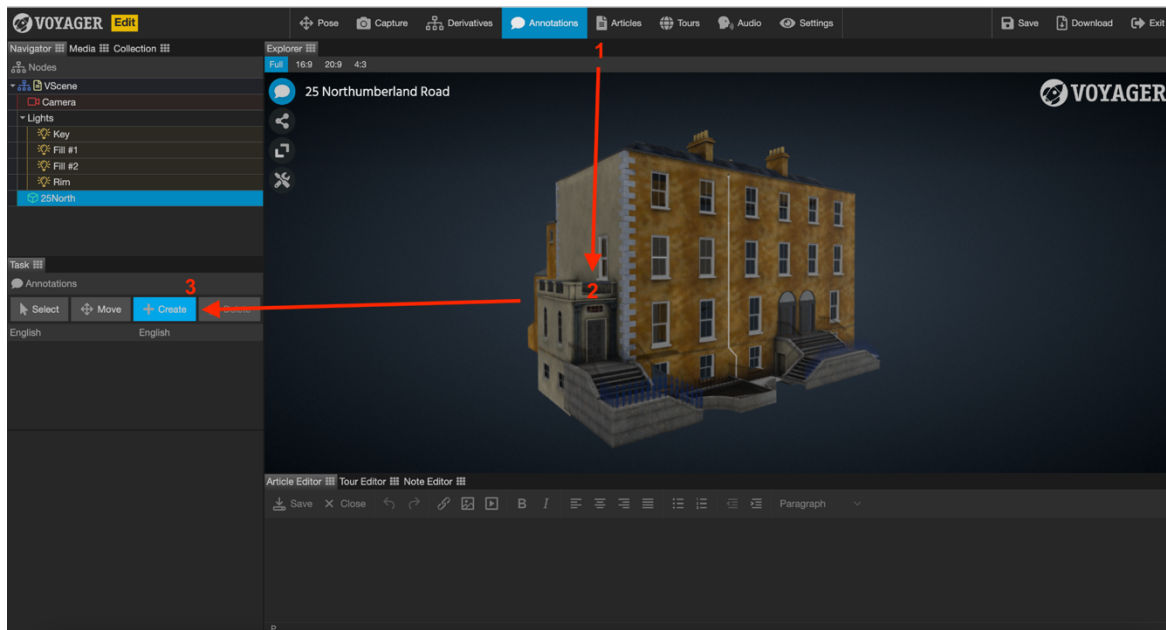 VOYAGER Edit
Pose Capture Derivatives Annotations Articles Tours Audio Settings Save Download Exit
Navigator Media Collection
Nodes
VScene
Camera
Lights
Key
Fill #1
Fill #2
Rim
25North
Explorer
1
Full 16:9 20:9 4:3
25 Northumberland Road
VOYAGER
2
Task
Annotations
3
Select Move Create Delete
English English
Article Editor Tour Editor Note Editor
Save Close B I Paragraph
P